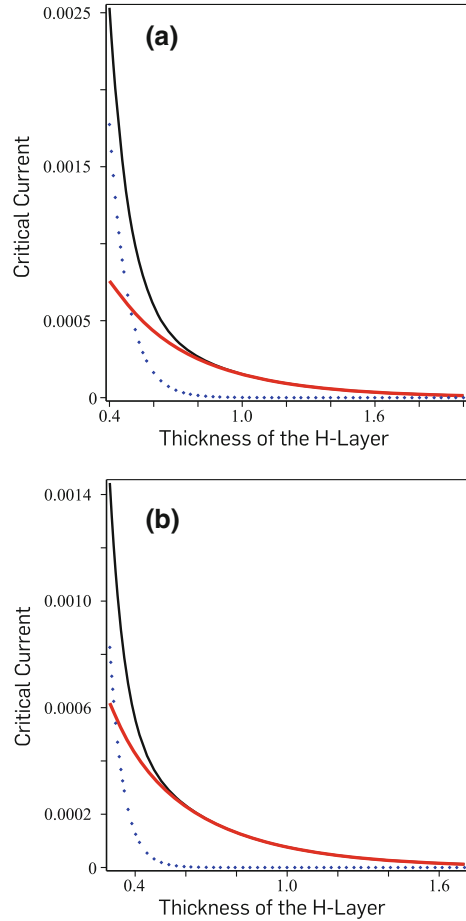 0.0025
(a)
0.0015
Critical Current
0.0005
0
0.4
1.0
1.6
Thickness of the H-Layer
0.0014
(b)
0.0010
Critical Current
0.0006
0.0002
0
0.4
1.0
1.6
Thickness of the H-Layer